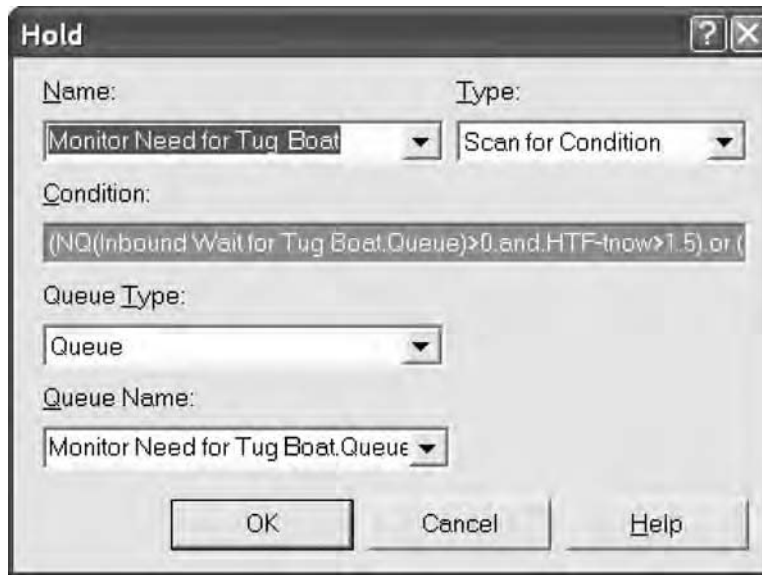 Hold
?
Name:
Type:
Monitor Need for Tug Boat
Scan for Condition
Condition:
(NQ(Inbound Wait for Tug Boat.Queue)>0.and.HTF-tnow>1.5).or.(
Queue Type:
Queue
Queue Name:
Monitor Need for Tug Boat.Queue
OK
Cancel
Help